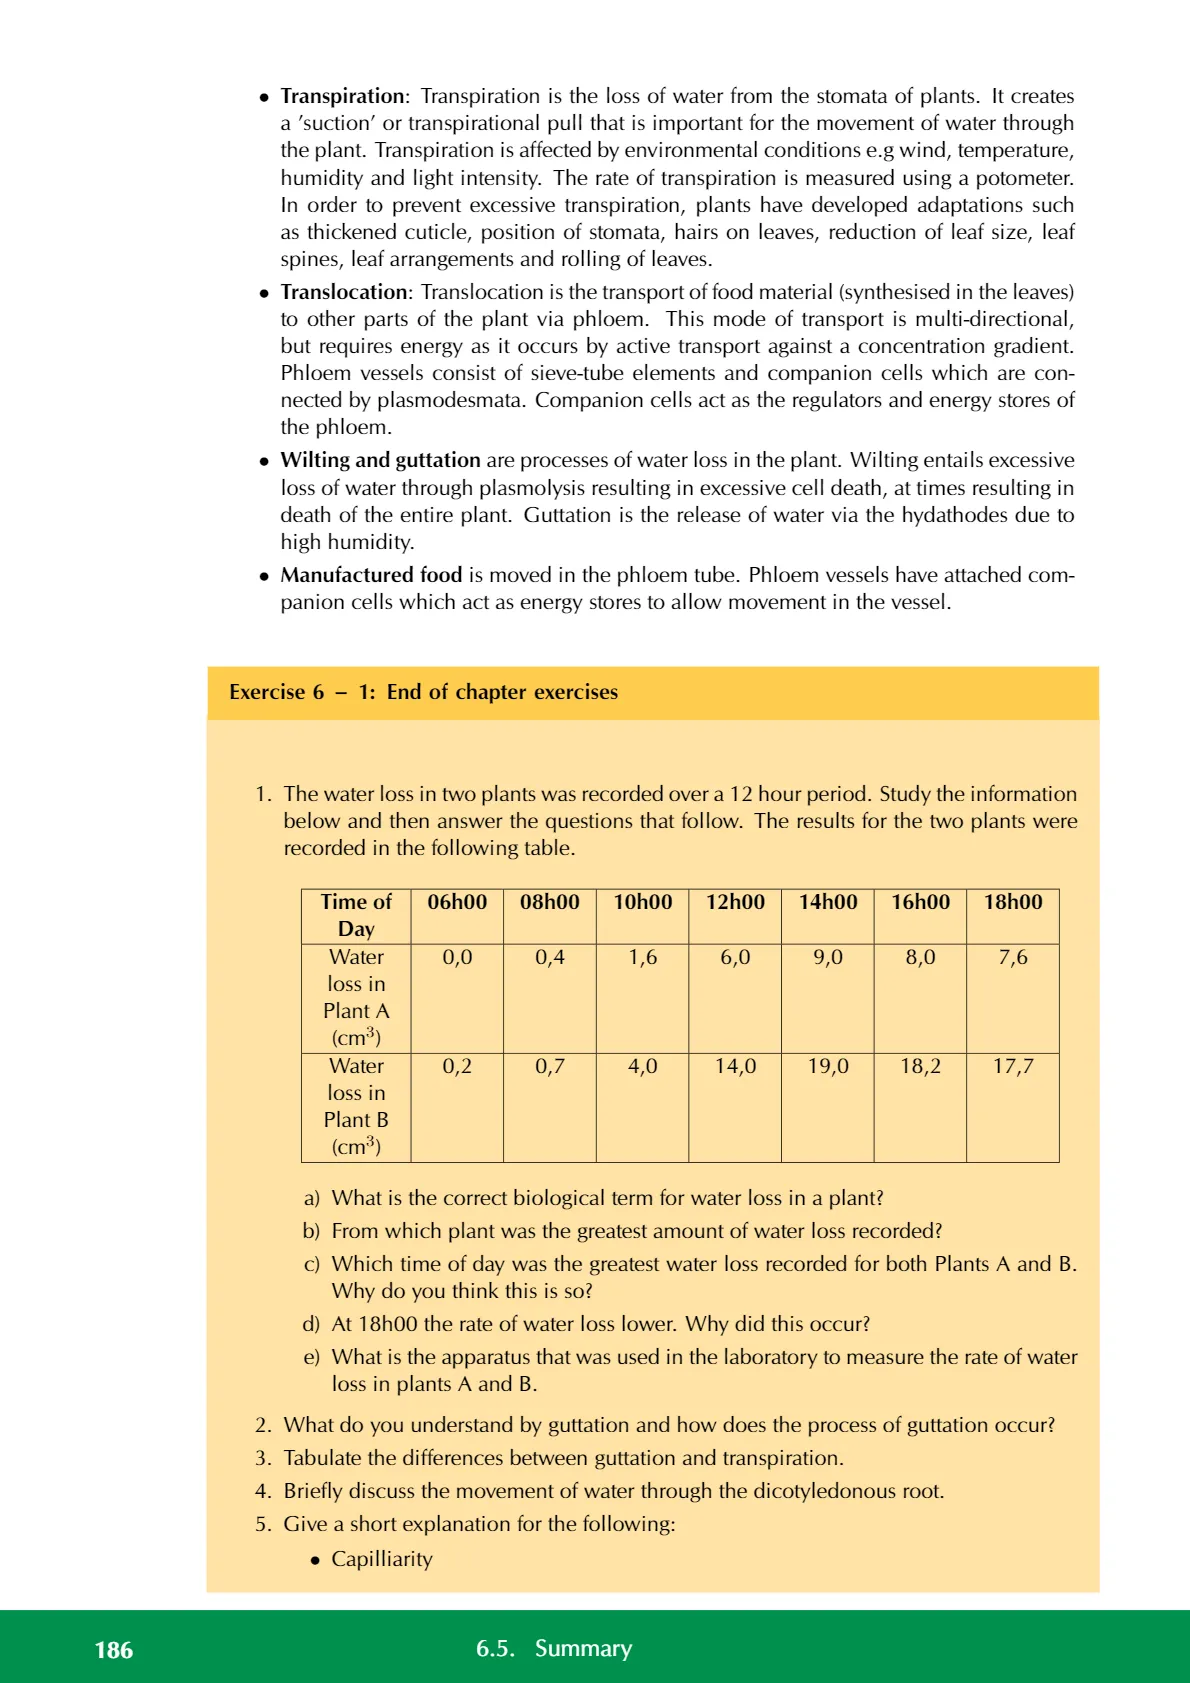 • Transpiration: Transpiration is the loss of water from the stomata of plants. It creates
a ’suction’ or transpirational pull that is important for the movement of water through
the plant. Transpiration is affected by environmental conditions e.g wind, temperature,
humidity and light intensity. The rate of transpiration is measured using a potometer.
In order to prevent excessive transpiration, plants have developed adaptations such
as thickened cuticle, position of stomata, hairs on leaves, reduction of leaf size, leaf
spines, leaf arrangements and rolling of leaves.
• Translocation: Translocation is the transport of food material (synthesised in the leaves)
to other parts of the plant via phloem. This mode of transport is multi-directional,
but requires energy as it occurs by active transport against a concentration gradient.
Phloem vessels consist of sieve-tube elements and companion cells which are con-
nected by plasmodesmata. Companion cells act as the regulators and energy stores of
the phloem.
• Wilting and guttation are processes of water loss in the plant. Wilting entails excessive
loss of water through plasmolysis resulting in excessive cell death, at times resulting in
death of the entire plant. Guttation is the release of water via the hydathodes due to
high humidity.
• Manufactured food is moved in the phloem tube. Phloem vessels have attached com-
panion cells which act as energy stores to allow movement in the vessel.
Exercise 6 – 1: End of chapter exercises
1. The water loss in two plants was recorded over a 12 hour period. Study the information
below and then answer the questions that follow. The results for the two plants were
recorded in the following table.
Time of 06h00 08h00 10h00 12h00 14h00 16h00 18h00
Day
Water 0,0 0,4 1,6 6,0 9,0 8,0 7,6
loss in
Plant A
(cm³)
Water 0,2 0,7 4,0 14,0 19,0 18,2 17,7
loss in
Plant B
(cm³)
a) What is the correct biological term for water loss in a plant?
b) From which plant was the greatest amount of water loss recorded?
c) Which time of day was the greatest water loss recorded for both Plants A and B.
Why do you think this is so?
d) At 18h00 the rate of water loss lower. Why did this occur?
e) What is the apparatus that was used in the laboratory to measure the rate of water
loss in plants A and B.
2. What do you understand by guttation and how does the process of guttation occur?
3. Tabulate the differences between guttation and transpiration.
4. Briefly discuss the movement of water through the dicotyledonous root.
5. Give a short explanation for the following:
• Capilliarity
186 6.5. Summary